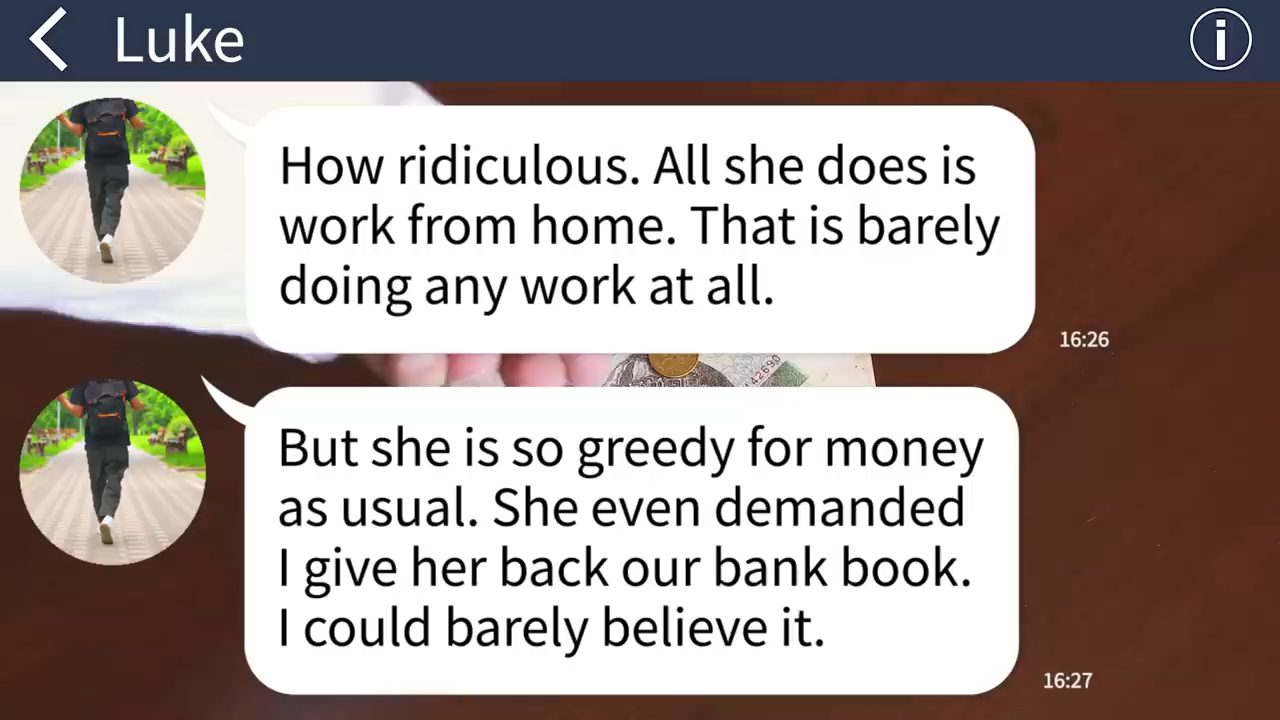 Luke
How ridiculous. All she does is
work from home. That is barely
doing any work at all.
16:26
42690
But she is so greedy for money
as usual. She even demanded
I give her back our bank book.
I could barely believe it.
16:27